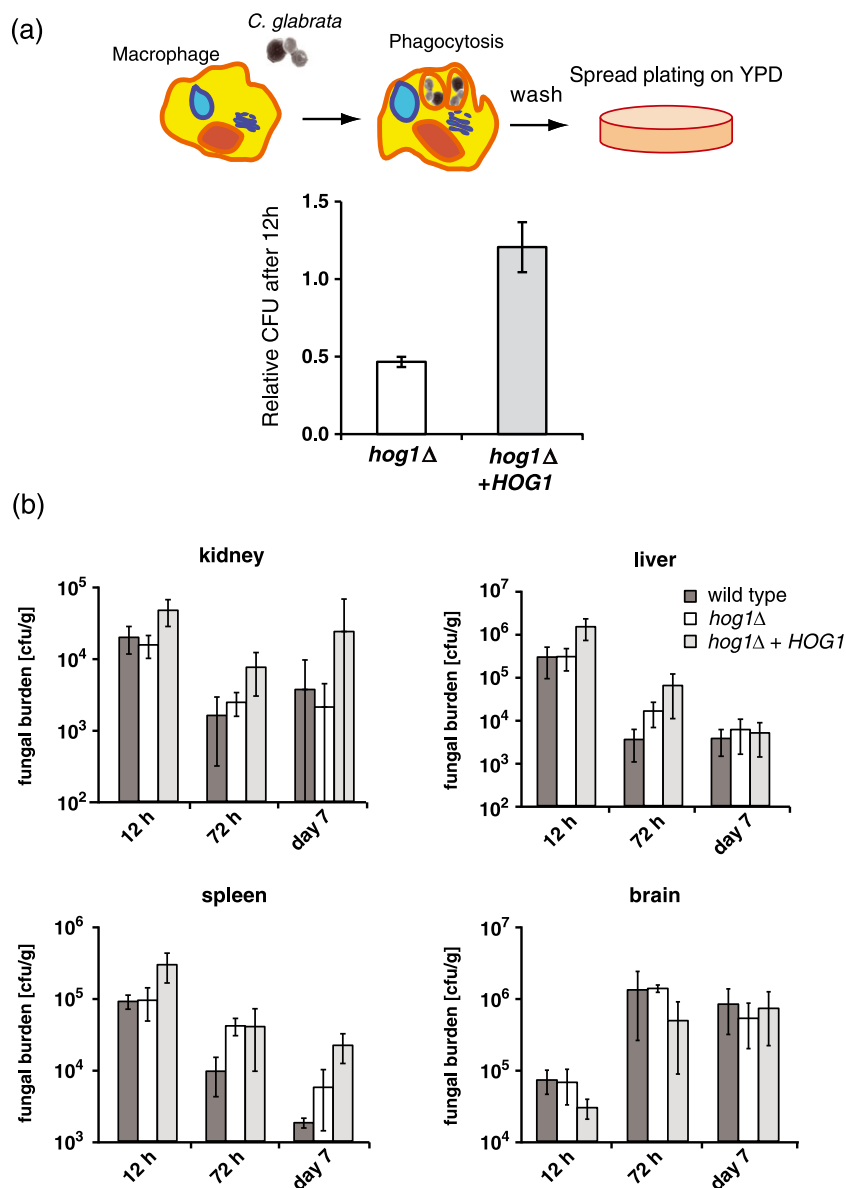 (a)
C. glabrata
Macrophage
Phagocytosis
wash
Spread plating on YPD
Relative CFU after 12h
1.5
1.0
0.5
0.0
hog1Δ
hog1Δ
+HOG1
(b)
kidney
fungal burden [cfu/g]
10^5
10^4
10^3
10^2
12 h
72 h
day 7
liver
wild type
hog1Δ
hog1Δ + HOG1
fungal burden [cfu/g]
10^7
10^6
10^5
10^4
10^3
10^2
12 h
72 h
day 7
spleen
fungal burden [cfu/g]
10^6
10^5
10^4
10^3
12 h
72 h
day 7
brain
fungal burden [cfu/g]
10^7
10^6
10^5
10^4
12 h
72 h
day 7